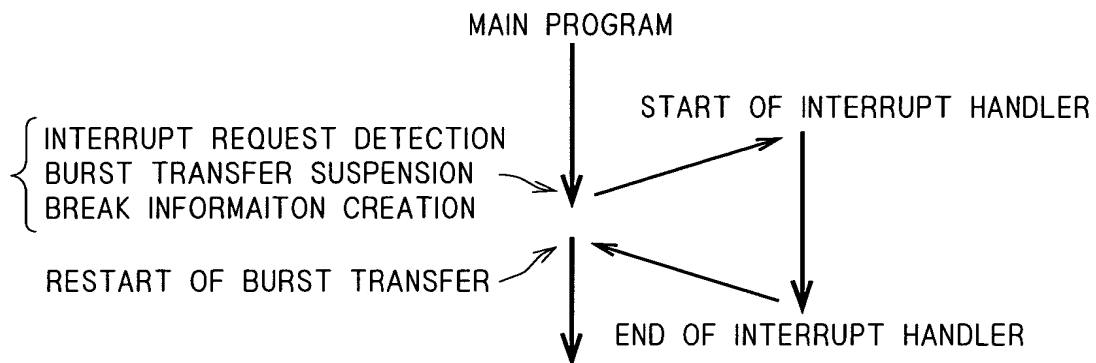 MAIN PROGRAM
START OF INTERRUPT HANDLER
INTERRUPT REQUEST DETECTION
BURST TRANSFER SUSPENSION
BREAK INFORMAITON CREATION
RESTART OF BURST TRANSFER
END OF INTERRUPT HANDLER